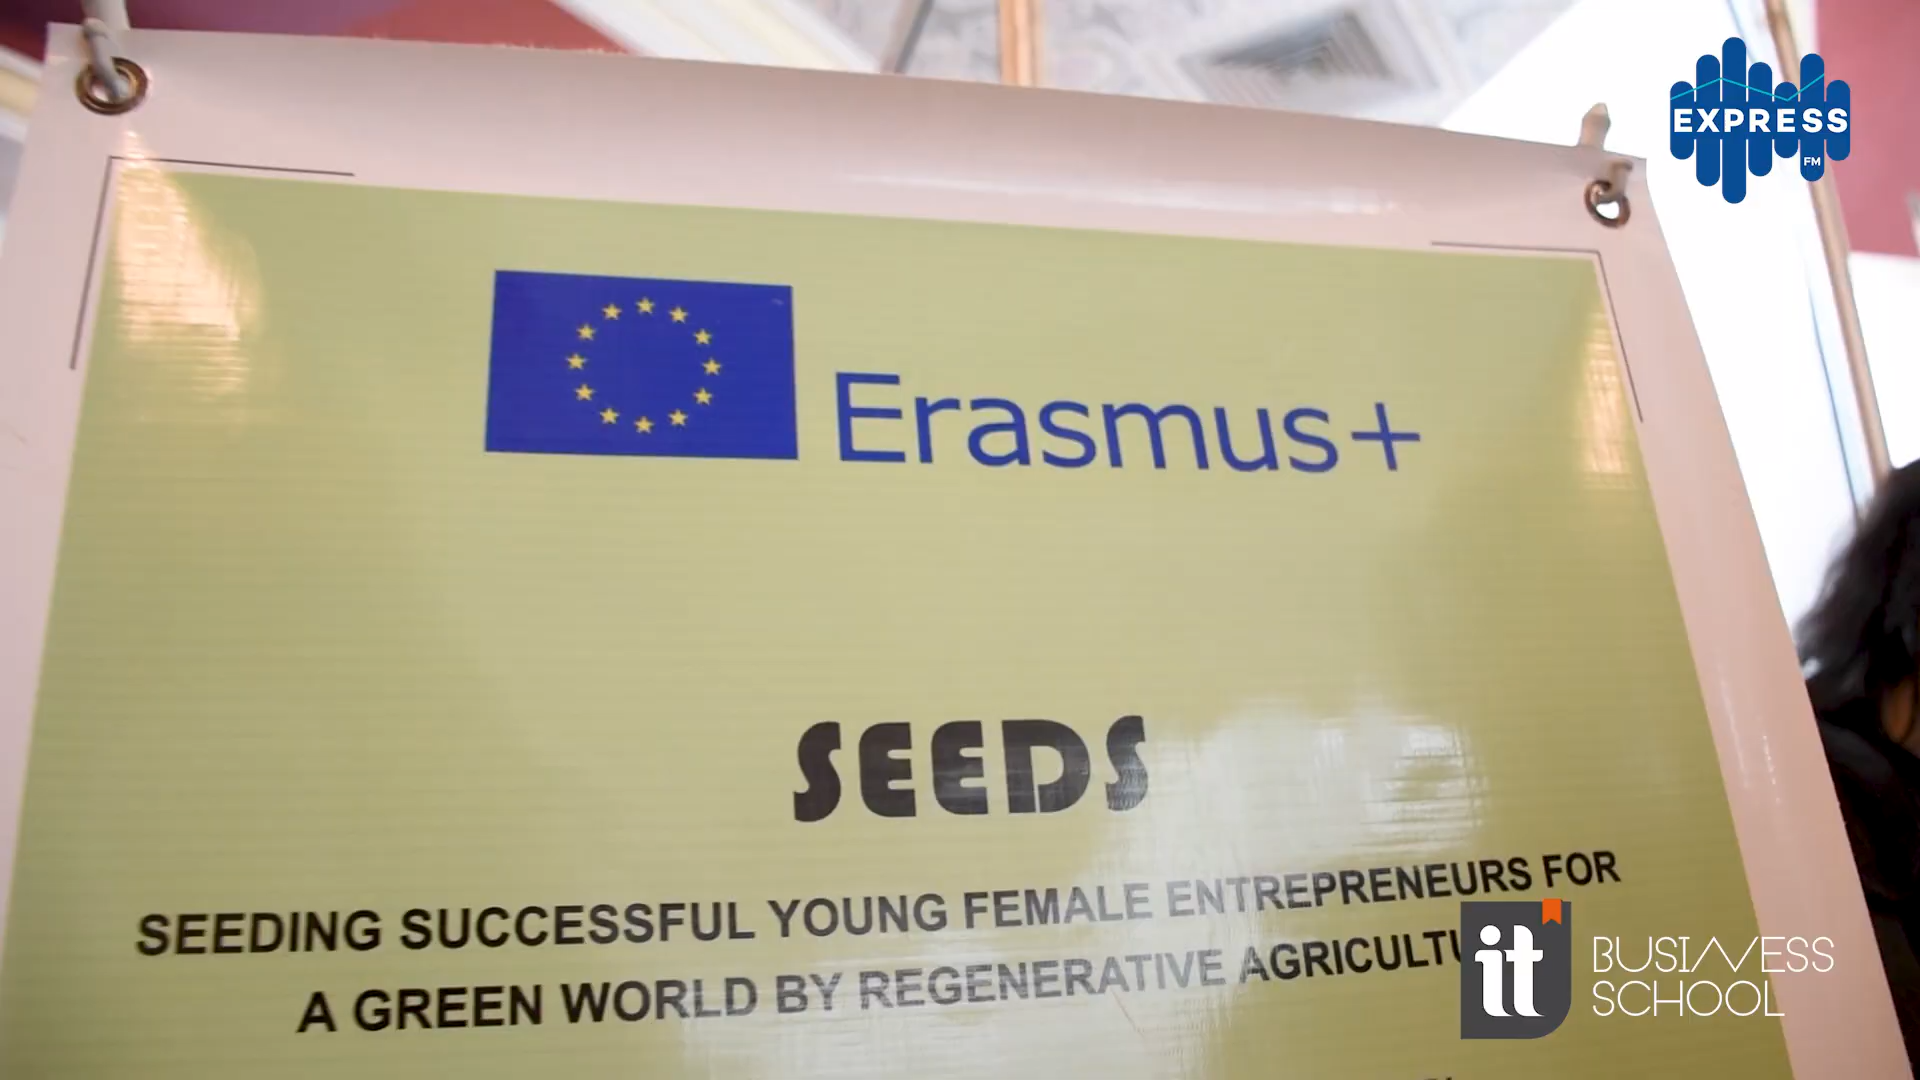 EXPRESS
FM
Erasmus+
SEEDS
SEEDING SUCCESSFUL YOUNG FEMALE ENTREPRENEURS FOR
A GREEN WORLD BY REGENERATIVE
it
BUSINESS
SCHOOL